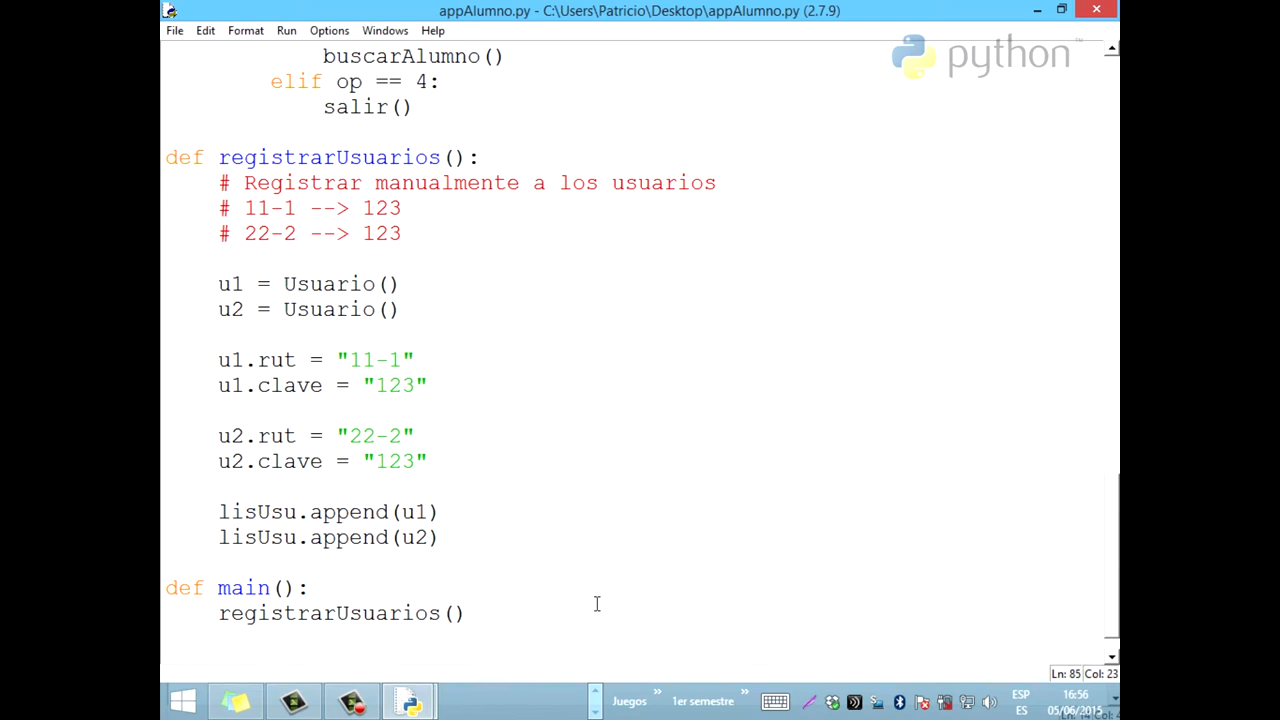 appAlumno.py - C:\Users\Patricio\Desktop\appAlumno.py (2.7.9)
File Edit Format Run Options Windows Help
python™
buscarAlumno()
elif op == 4:
salir()
def registrarUsuarios():
# Registrar manualmente a los usuarios
# 11-1 --> 123
# 22-2 --> 123
u1 = Usuario()
u2 = Usuario()
u1.rut = "11-1"
u1.clave = "123"
u2.rut = "22-2"
u2.clave = "123"
lisUsu.append(u1)
lisUsu.append(u2)
def main():
registrarUsuarios()
Ln: 85 Col: 23
Juegos » 1er semestre » ESP 16:56
ES 05/06/2015